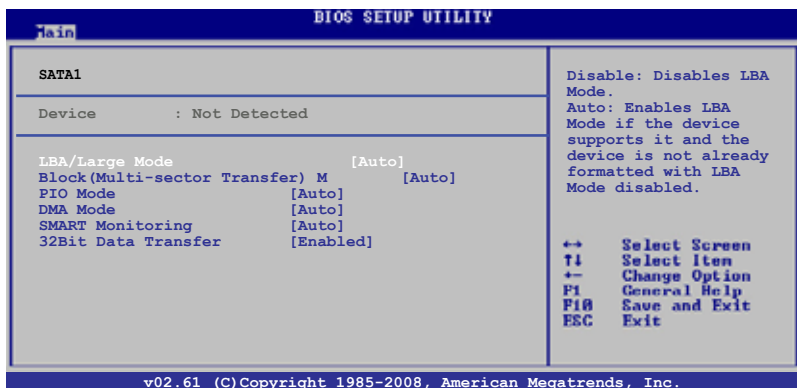 BIOS SETUP UTILITY
Main
SATA1
Device : Not Detected
LBA/Large Mode [Auto]
Block(Multi-sector Transfer) M [Auto]
PIO Mode [Auto]
DMA Mode [Auto]
SMART Monitoring [Auto]
32Bit Data Transfer [Enabled]
Disable: Disables LBA
Mode.
Auto: Enables LBA
Mode if the device
supports it and the
device is not already
formatted with LBA
Mode disabled.
↔ Select Screen
↑↓ Select Item
+- Change Option
F1 General Help
F10 Save and Exit
ESC Exit
v02.61 (C)Copyright 1985-2008, American Megatrends, Inc.